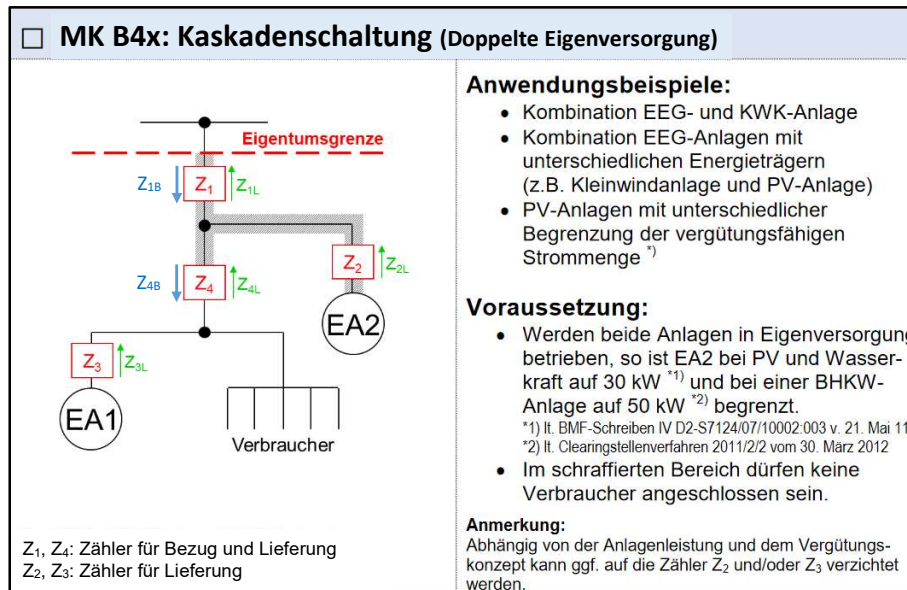 ☐ MK B4x: Kaskadenschaltung (Doppelte Eigenversorgung)
Eigentumsgrenze
Z1B
Z1
Z1L
Z4B
Z4
Z4L
Z2
Z2L
EA2
Z3
Z3L
EA1
Verbraucher
Z1, Z4: Zähler für Bezug und Lieferung
Z2, Z3: Zähler für Lieferung
Anwendungsbeispiele:
• Kombination EEG- und KWK-Anlage
• Kombination EEG-Anlagen mit
unterschiedlichen Energieträgern
(z.B. Kleinwindanlage und PV-Anlage)
• PV-Anlagen mit unterschiedlicher
Begrenzung der vergütungsfähigen
Strommenge *)
Voraussetzung:
• Werden beide Anlagen in Eigenversorgung
betrieben, so ist EA2 bei PV und Wasser-
kraft auf 30 kW *1) und bei einer BHKW-
Anlage auf 50 kW *2) begrenzt.
*1) lt. BMF-Schreiben IV D2-S7124/07/10002:003 v. 21. Mai 11
*2) lt. Clearingstellenverfahren 2011/2/2 vom 30. März 2012
• Im schraffierten Bereich dürfen keine
Verbraucher angeschlossen sein.
Anmerkung:
Abhängig von der Anlagenleistung und dem Vergütungs-
konzept kann ggf. auf die Zähler Z2 und/oder Z3 verzichtet
werden.